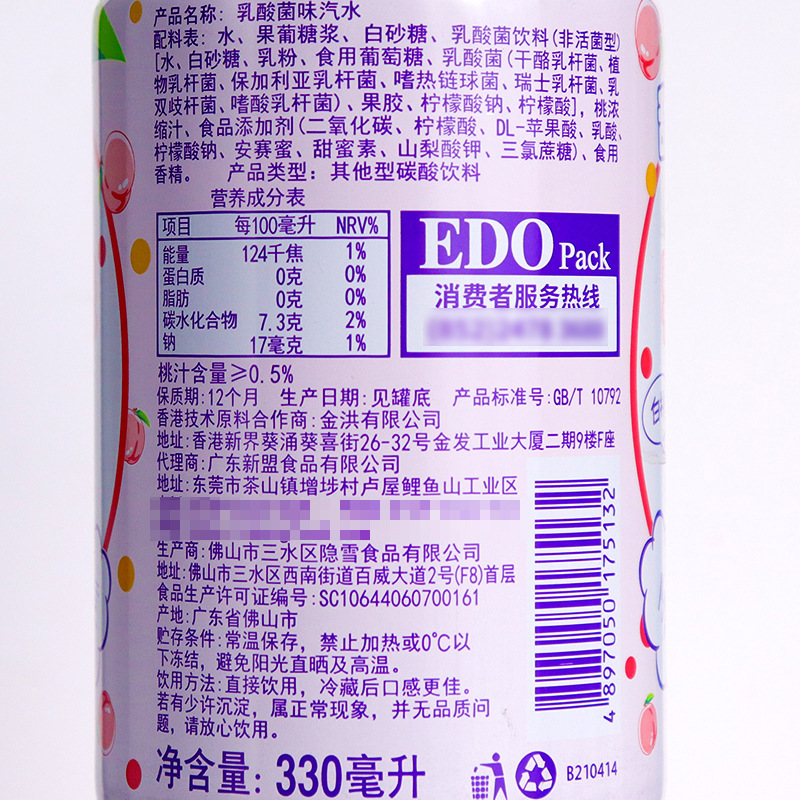 产品名称: 乳酸菌味汽水
配料表: 水、果葡糖浆、白砂糖、乳酸菌饮料(非活菌型)
[水、白砂糖、乳粉、食用葡萄糖、乳酸菌(干酪乳杆菌、植
物乳杆菌、保加利亚乳杆菌、嗜热链球菌、瑞士乳杆菌、乳
双歧杆菌、嗜酸乳杆菌)、果胶、柠檬酸钠、柠檬酸], 桃浓
缩汁、食品添加剂(二氧化碳、柠檬酸、DL-苹果酸、乳酸、
柠檬酸钠、安赛蜜、甜蜜素、山梨酸钾、三氯蔗糖)、食用
香精。 产品类型: 其他型碳酸饮料
营养成分表
项目 每100毫升 NRV%
能量 124千焦 1%
蛋白质 0克 0%
脂肪 0克 0%
碳水化合物 7.3克 2%
钠 17毫克 1%
EDO Pack
消费者服务热线
桃汁含量≥0.5%
保质期:12个月 生产日期:见罐底 产品标准号:GB/T 10792
香港技术原料合作商:金洪有限公司
地址:香港新界葵涌葵喜街26-32号金发工业大厦二期9楼F座
代理商:广东新盟食品有限公司
地址:东莞市茶山镇增埗村卢屋鲤鱼山工业区
生产商:佛山市三水区隐雪食品有限公司
地址:佛山市三水区西南街道百威大道2号(F8)首层
食品生产许可证编号:SC10644060700161
产地:广东省佛山市
贮存条件:常温保存，禁止加热或0℃以
下冻结，避免阳光直晒及高温。
饮用方法:直接饮用，冷藏后口感更佳。
若有少许沉淀，属正常现象，并无品质问
题，请放心饮用。
净含量: 330毫升
4 897050 175132
B210414